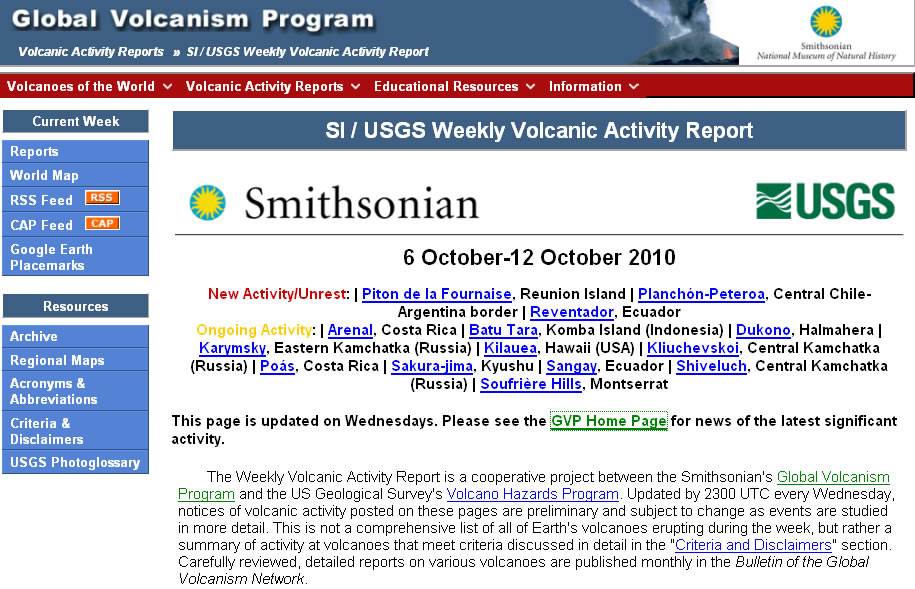 Global Volcanism Program
Volcanic Activity Reports » SI / USGS Weekly Volcanic Activity Report
Smithsonian
National Museum of Natural History
Volcanoes of the World
Volcanic Activity Reports
Educational Resources
Information
Current Week
Reports
World Map
RSS Feed RSS
CAP Feed CAP
Google Earth
Placemarks
Resources
Archive
Regional Maps
Acronyms &
Abbreviations
Criteria &
Disclaimers
USGS Photoglossary
SI / USGS Weekly Volcanic Activity Report
Smithsonian
USGS
6 October-12 October 2010
New Activity/Unrest: | Piton de la Fournaise, Reunion Island | Planchón-Peteroa, Central Chile-
Argentina border | Reventador, Ecuador
Ongoing Activity: | Arenal, Costa Rica | Batu Tara, Komba Island (Indonesia) | Dukono, Halmahera |
Karymsky, Eastern Kamchatka (Russia) | Kilauea, Hawaii (USA) | Kliuchevskoi, Central Kamchatka
(Russia) | Poás, Costa Rica | Sakura-jima, Kyushu | Sangay, Ecuador | Shiveluch, Central Kamchatka
(Russia) | Soufrière Hills, Montserrat
This page is updated on Wednesdays. Please see the GVP Home Page for news of the latest significant
activity.
The Weekly Volcanic Activity Report is a cooperative project between the Smithsonian's Global Volcanism
Program and the US Geological Survey's Volcano Hazards Program. Updated by 2300 UTC every Wednesday,
notices of volcanic activity posted on these pages are preliminary and subject to change as events are studied
in more detail. This is not a comprehensive list of all of Earth's volcanoes erupting during the week, but rather a
summary of activity at volcanoes that meet criteria discussed in detail in the "Criteria and Disclaimers" section.
Carefully reviewed, detailed reports on various volcanoes are published monthly in the Bulletin of the Global
Volcanism Network.